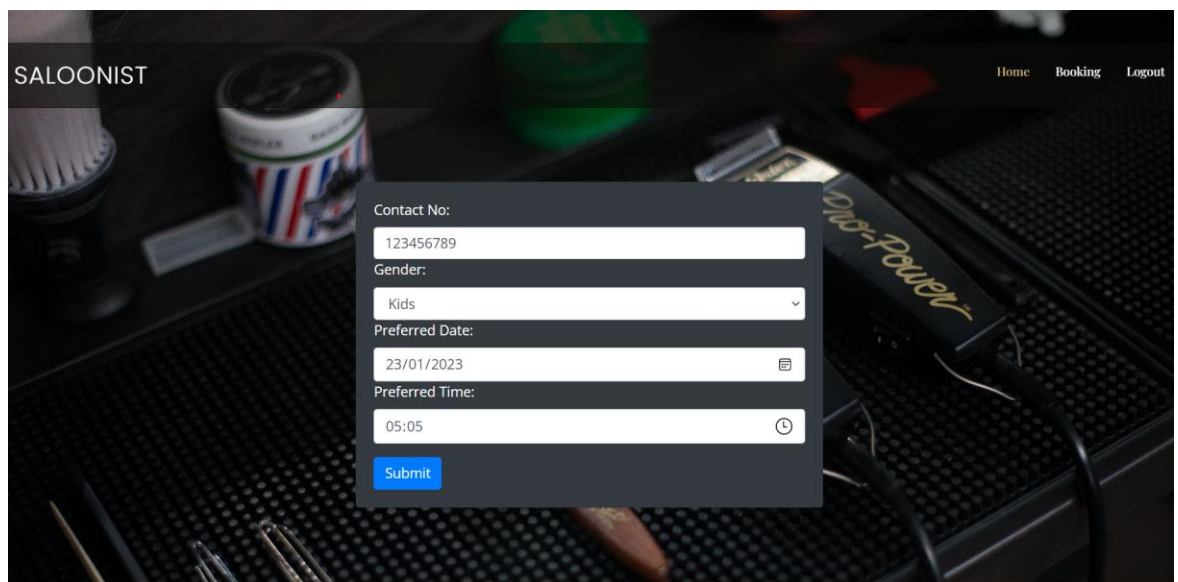 SALOONIST
Home Booking Logout
Contact No:
123456789
Gender:
Kids
Preferred Date:
23/01/2023
Preferred Time:
05:05
Submit
Pro-Power